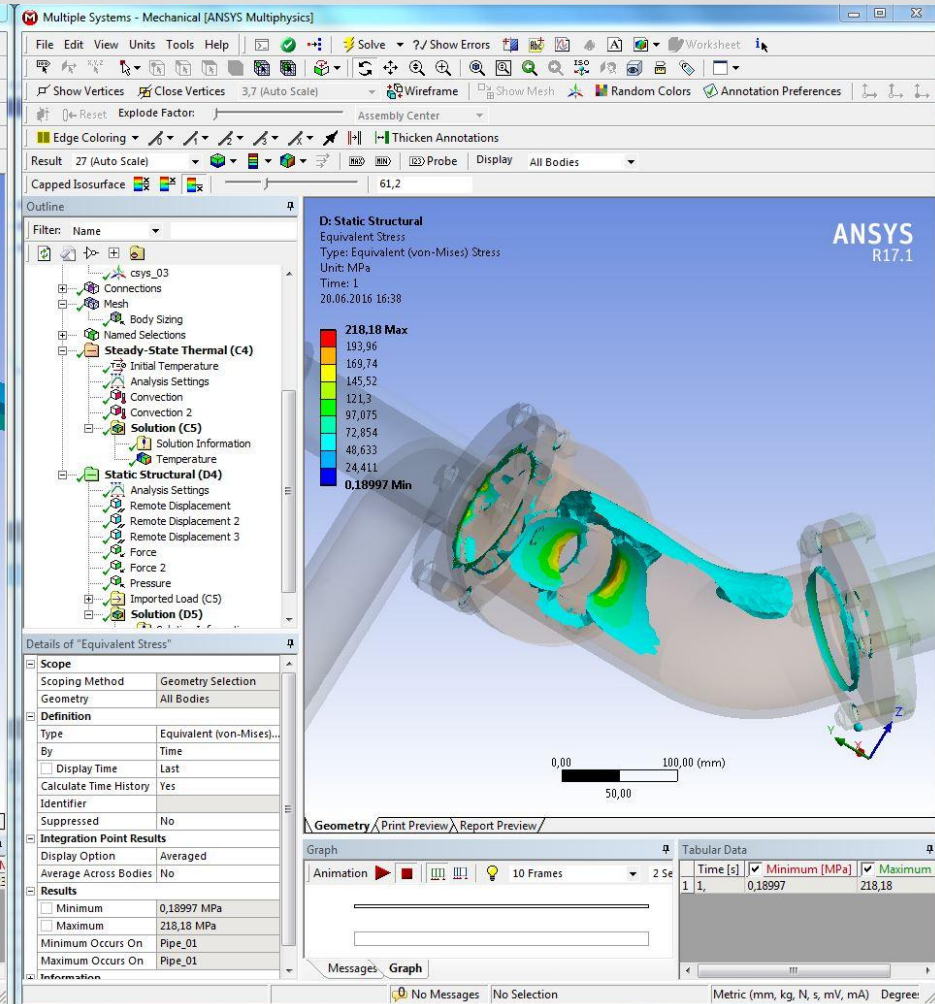 Multiple Systems - Mechanical [ANSYS Multiphysics]
File Edit View Units Tools Help Solve ?/ Show Errors A Worksheet
Show Vertices Close Vertices 3,7 (Auto Scale) Wireframe Show Mesh Random Colors Annotation Preferences
Reset Explode Factor: Assembly Center
Edge Coloring Thicken Annotations
Result 27 (Auto Scale) MAX MIN Probe Display All Bodies
Capped Isosurface 61,2
Outline
Filter: Name
csys_03
Connections
Mesh
Body Sizing
Named Selections
Steady-State Thermal (C4)
Initial Temperature
Analysis Settings
Convection
Convection 2
Solution (C5)
Solution Information
Temperature
Static Structural (D4)
Analysis Settings
Remote Displacement
Remote Displacement 2
Remote Displacement 3
Force
Force 2
Pressure
Imported Load (C5)
Solution (D5)
Details of "Equivalent Stress"
Scope
Scoping Method Geometry Selection
Geometry All Bodies
Definition
Type Equivalent (von-Mises)...
By Time
Display Time Last
Calculate Time History Yes
Identifier
Suppressed No
Integration Point Results
Display Option Averaged
Average Across Bodies No
Results
Minimum 0,18997 MPa
Maximum 218,18 MPa
Minimum Occurs On Pipe_01
Maximum Occurs On Pipe_01
Information
D: Static Structural
Equivalent Stress
Type: Equivalent (von-Mises) Stress
Unit: MPa
Time: 1
20.06.2016 16:38
218,18 Max
193,96
169,74
145,52
121,3
97,075
72,854
48,633
24,411
0,18997 Min
ANSYS
R17.1
Z
Y
X
0,00 100,00 (mm)
50,00
Geometry Print Preview Report Preview
Graph
Animation 10 Frames 2 Se
Messages Graph
Tabular Data
Time [s] Minimum [MPa] Maximum
1 1, 0,18997 218,18
No Messages No Selection Metric (mm, kg, N, s, mV, mA) Degree